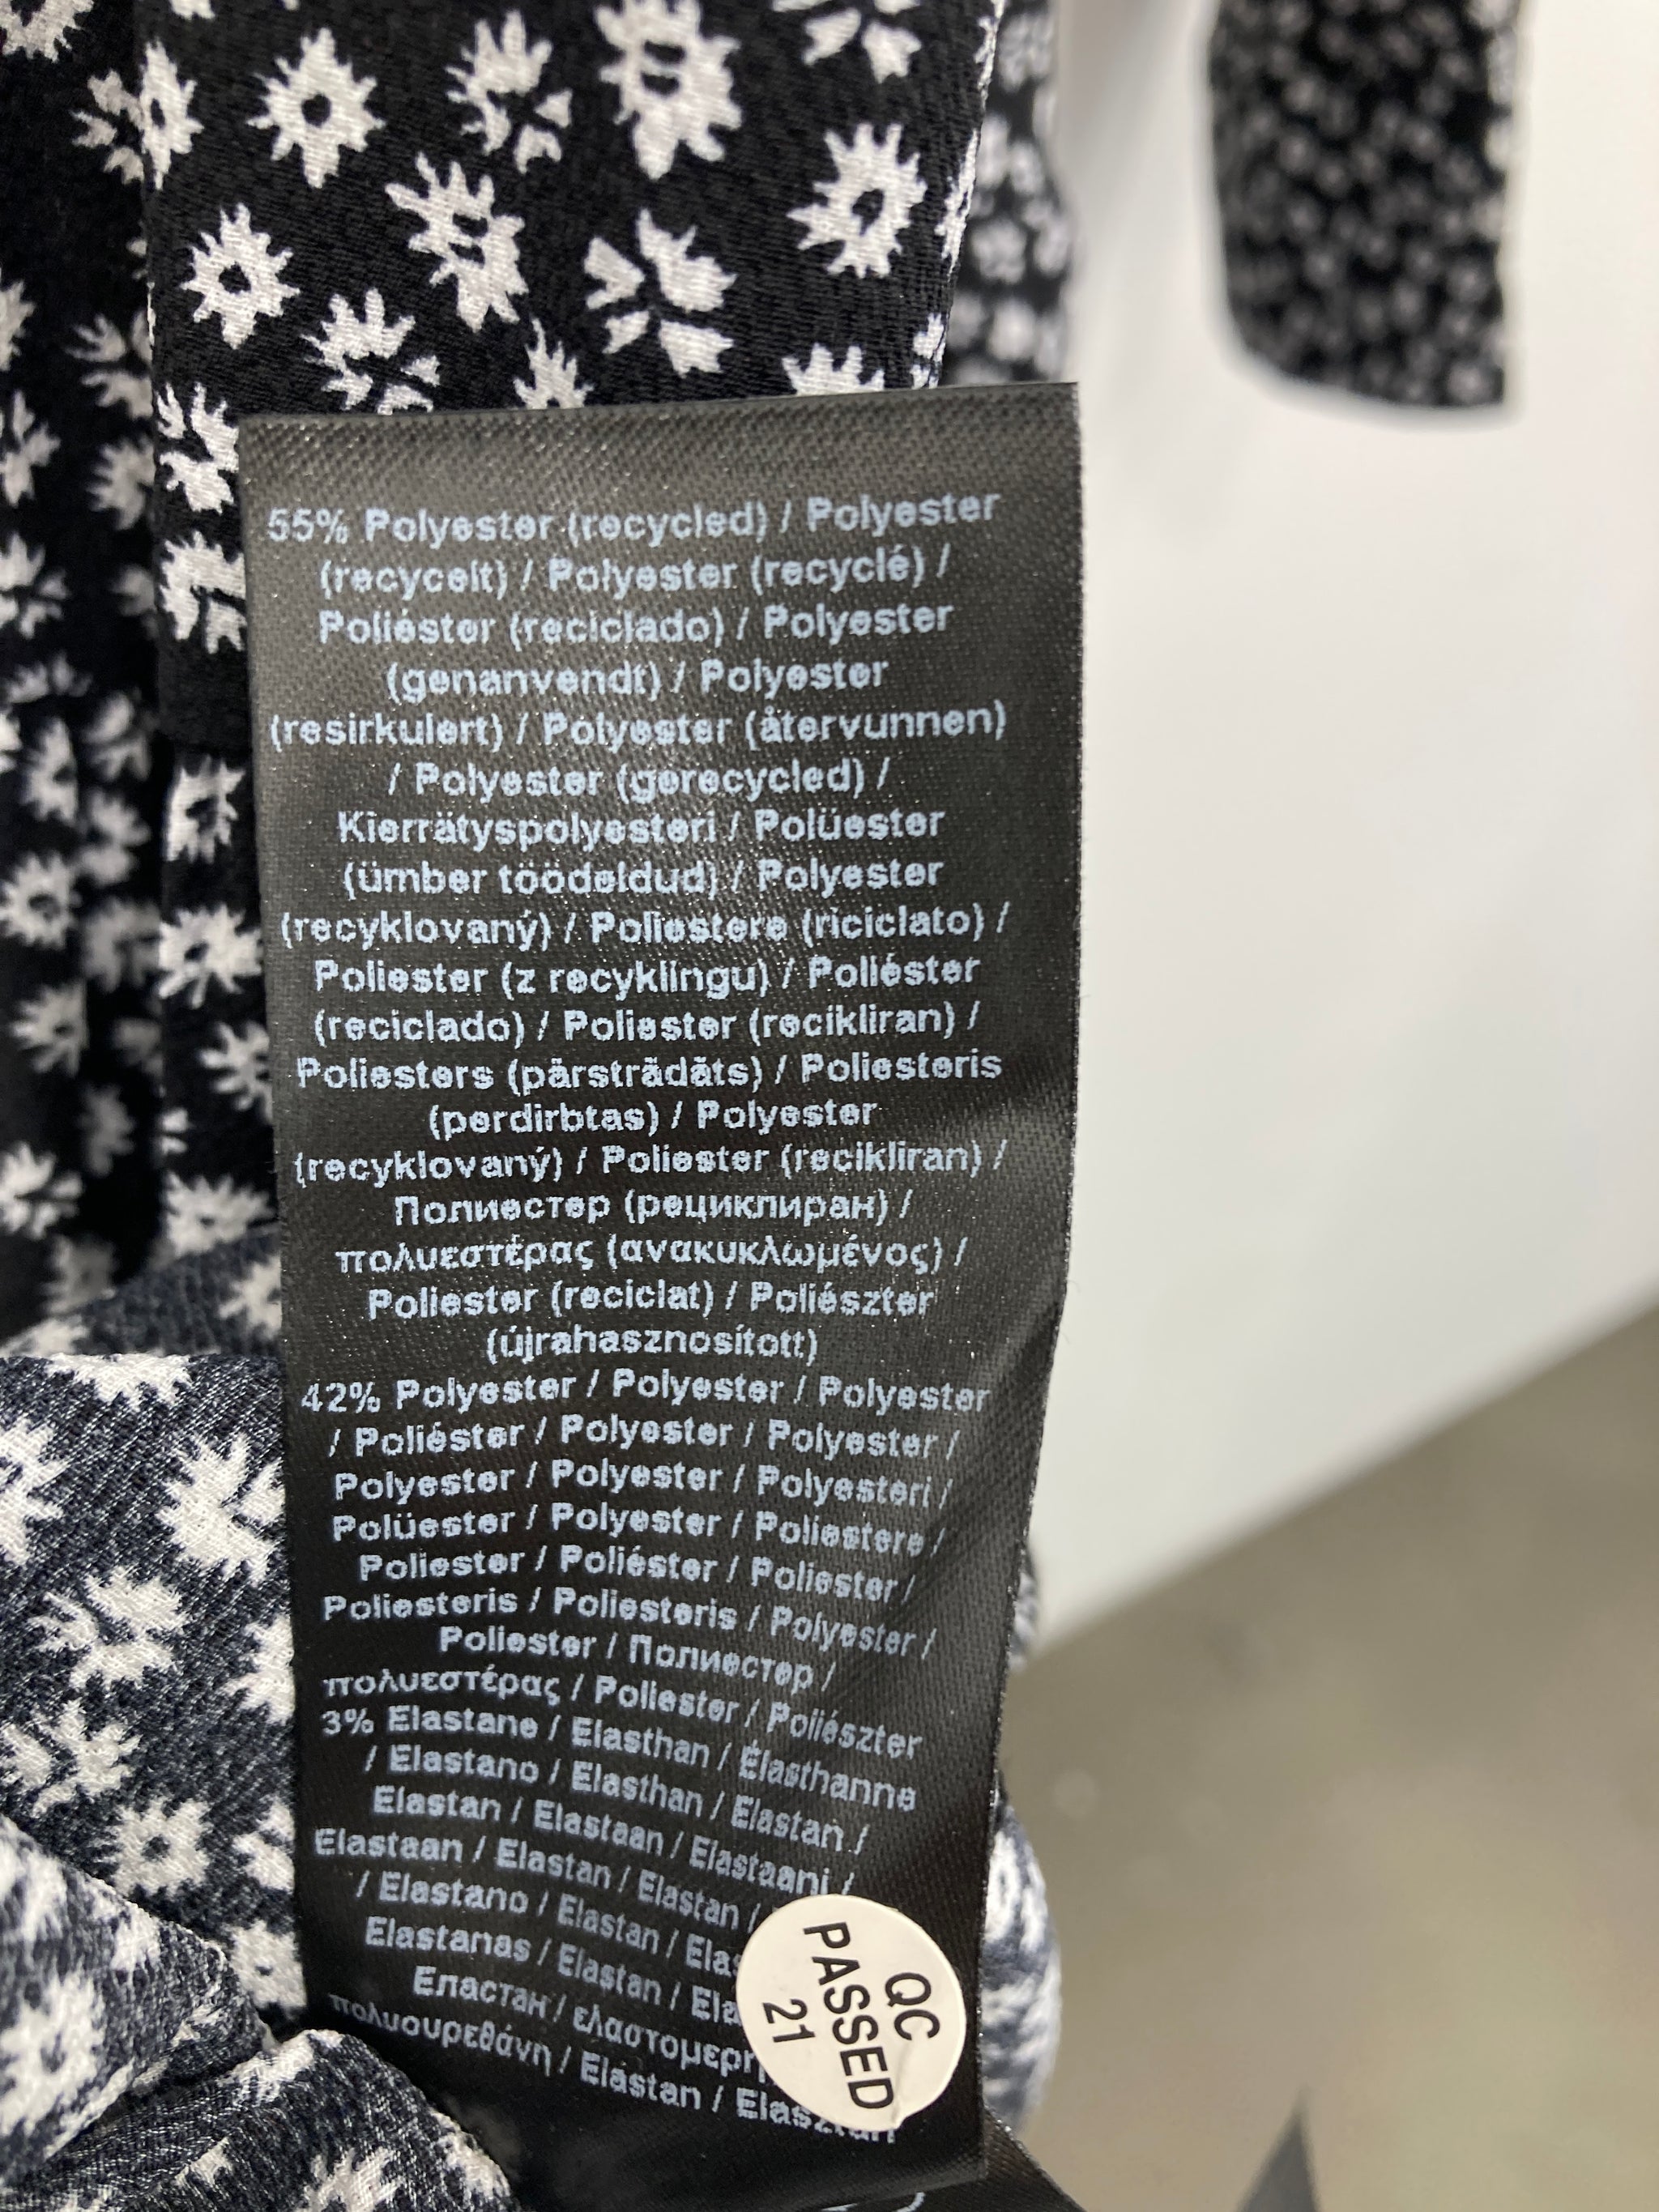 55% Polyester (recycled) / Polyester
(recycelt) / Polyester (recyclé) /
Poliéster (reciclado) / Polyester
(genanvendt) / Polyester
(resirkulert) / Polyester (återvunnen)
/ Polyester (gerecycled) /
Kierrätyspolyesteri / Polüester
(ümber töödeldud) / Polyester
(recyklovaný) / Poliestere (riciclato) /
Poliester (z recyklingu) / Poliéster
(reciclado) / Poliester (recikliran) /
Poliesters (pārstrādāts) / Poliesteris
(perdirbtas) / Polyester
(recyklovaný) / Poliester (recikliran) /
Полиестер (рециклиран) /
πολυεστέρας (ανακυκλωμένος) /
Poliester (reciclat) / Poliészter
(újrahasznosított)
42% Polyester / Polyester / Polyester
/ Poliéster / Polyester / Polyester /
Polyester / Polyester / Polyesteri /
Polüester / Polyester / Poliestere /
Poliester / Poliéster / Poliester /
Poliesteris / Poliesteris / Polyester /
Poliester / Полиестер /
πολυεστέρας / Poliester / Poliészter
3% Elastane / Elasthan / Élasthanne
/ Elastano / Elasthan / Elastan /
Elastan / Elastaan / Elastaani /
Elastaan / Elastan / Elastan /
/ Elastano / Elastan /
Elastanas / Elastan /
Еластан /
πολυουρεθάνη / Elastan /
QC
PASSED
21